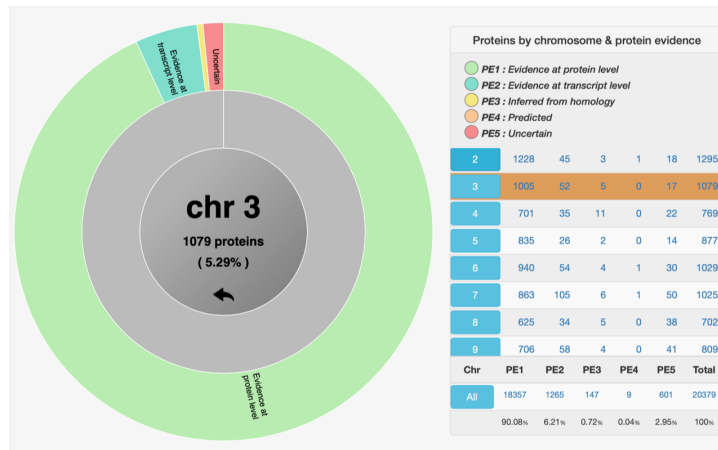 Evidence at
transcript level
Uncertain
chr 3
1079 proteins
( 5.29% )
Evidence at
protein level
Proteins by chromosome & protein evidence
PE1 : Evidence at protein level
PE2 : Evidence at transcript level
PE3 : Inferred from homology
PE4 : Predicted
PE5 : Uncertain
2 1228 45 3 1 18 1295
3 1005 52 5 0 17 1079
4 701 35 11 0 22 769
5 835 26 2 0 14 877
6 940 54 4 1 30 1029
7 863 105 6 1 50 1025
8 625 34 5 0 38 702
9 706 58 4 0 41 809
Chr PE1 PE2 PE3 PE4 PE5 Total
All 18357 1265 147 9 601 20379
90.08% 6.21% 0.72% 0.04% 2.95% 100%